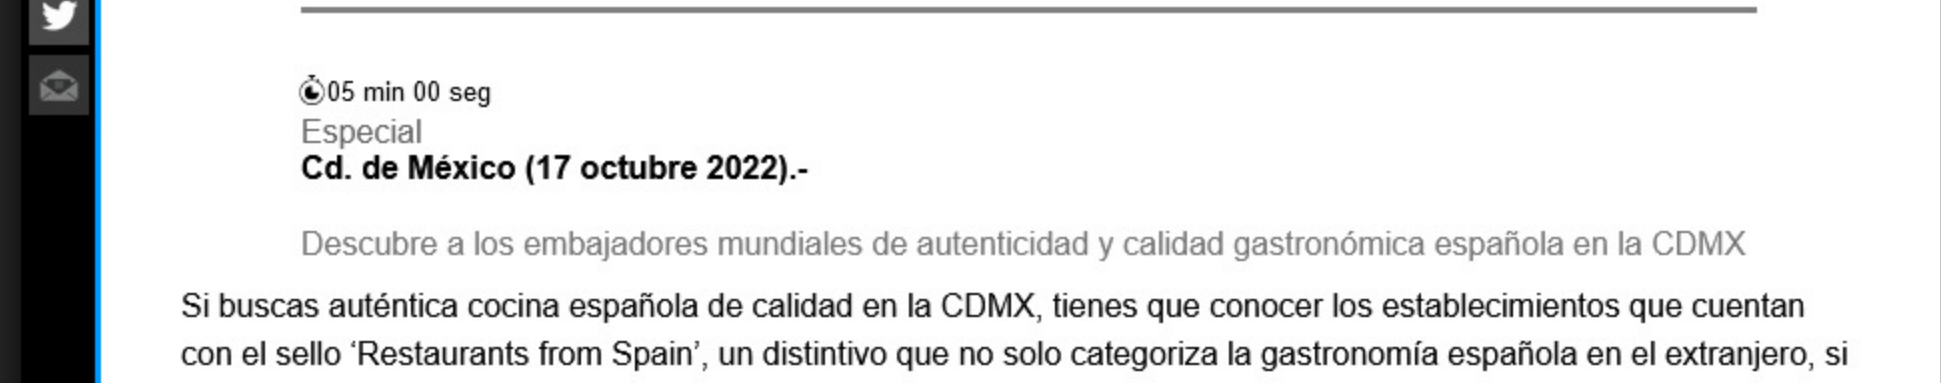 05 min 00 seg
Especial
Cd. de México (17 octubre 2022).-
Descubre a los embajadores mundiales de autenticidad y calidad gastronómica española en la CDMX
Si buscas auténtica cocina española de calidad en la CDMX, tienes que conocer los establecimientos que cuentan
con el sello ‘Restaurants from Spain’, un distintivo que no solo categoriza la gastronomía española en el extranjero, si